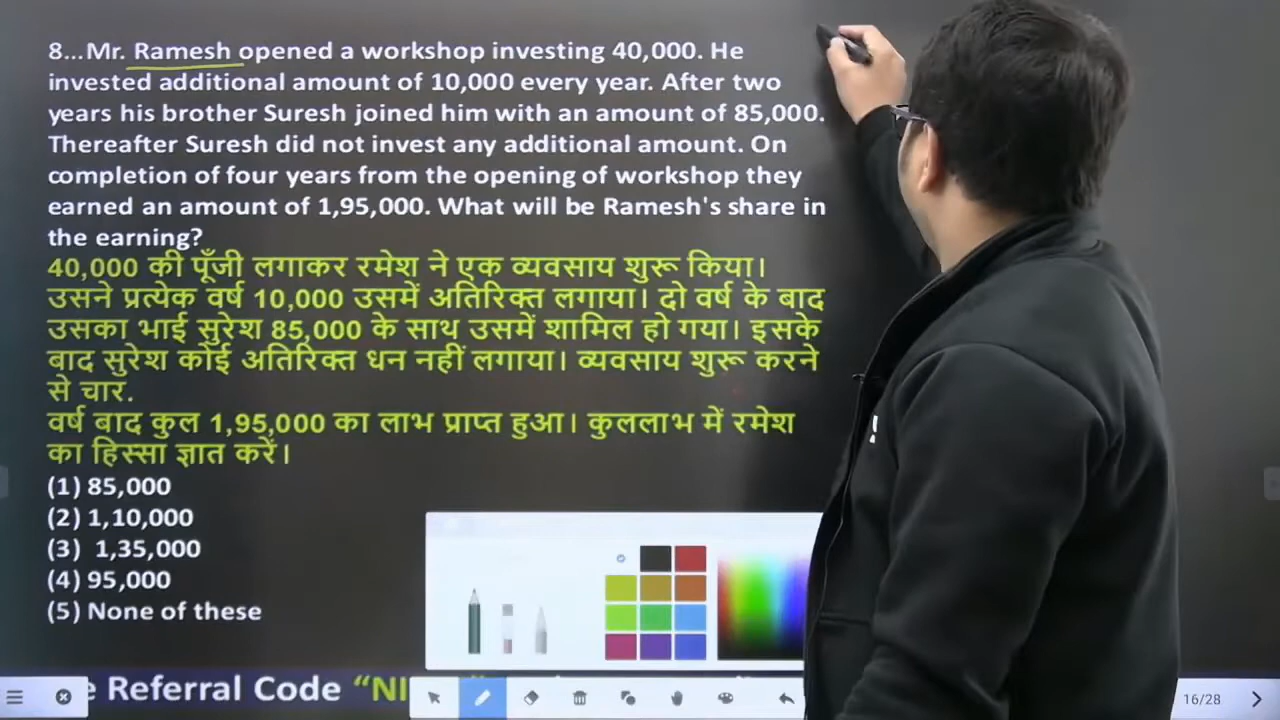 8...Mr. Ramesh opened a workshop investing 40,000. He
invested additional amount of 10,000 every year. After two
years his brother Suresh joined him with an amount of 85,000.
Thereafter Suresh did not invest any additional amount. On
completion of four years from the opening of workshop they
earned an amount of 1,95,000. What will be Ramesh's share in
the earning?
40,000 की पूँजी लगाकर रमेश ने एक व्यवसाय शुरू किया।
उसने प्रत्येक वर्ष 10,000 उसमें अतिरिक्त लगाया। दो वर्ष के बाद
उसका भाई सुरेश 85,000 के साथ उसमें शामिल हो गया। इसके
बाद सुरेश कोई अतिरिक्त धन नहीं लगाया। व्यवसाय शुरू करने
से चार.
वर्ष बाद कुल 1,95,000 का लाभ प्राप्त हुआ। कुललाभ में रमेश
का हिस्सा ज्ञात करें।
(1) 85,000
(2) 1,10,000
(3) 1,35,000
(4) 95,000
(5) None of these
e Referral Code “NI
16/28